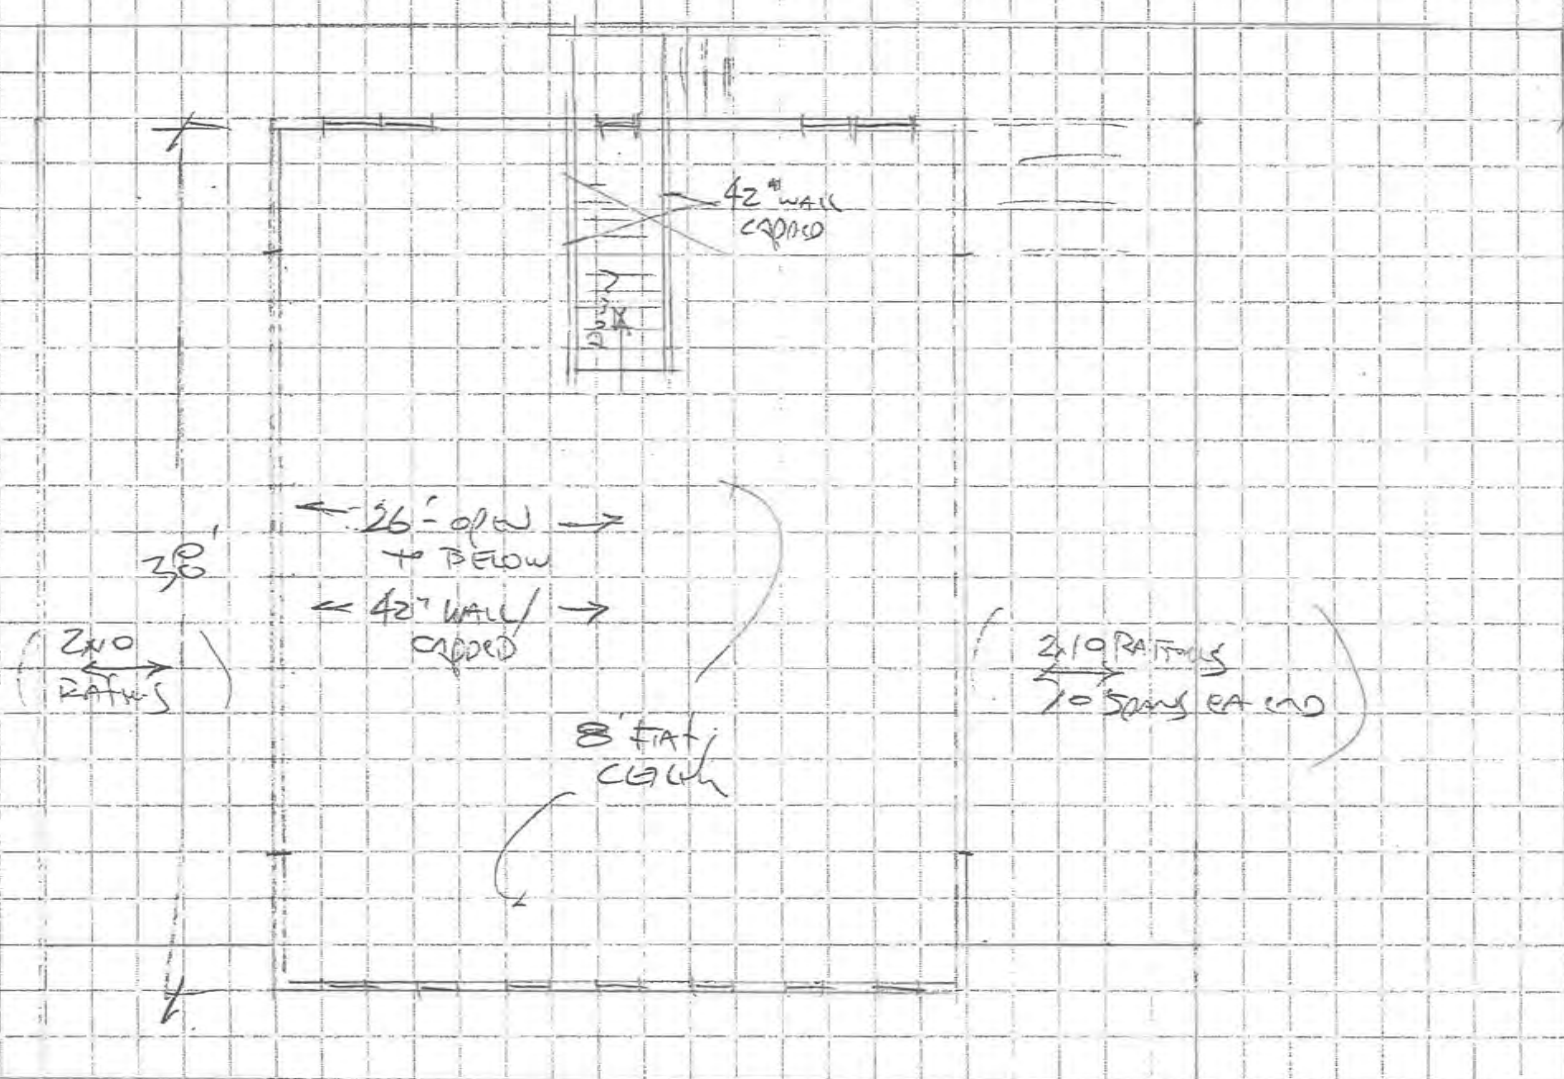 42" WALL
CAPPED
DN
26' - OPEN
to BELOW
42" WALL/
CAPPED
38'
2x10
RAFTERS
2x10 RAFTERS
10' SPANS EA END
8' FLAT
CEILING